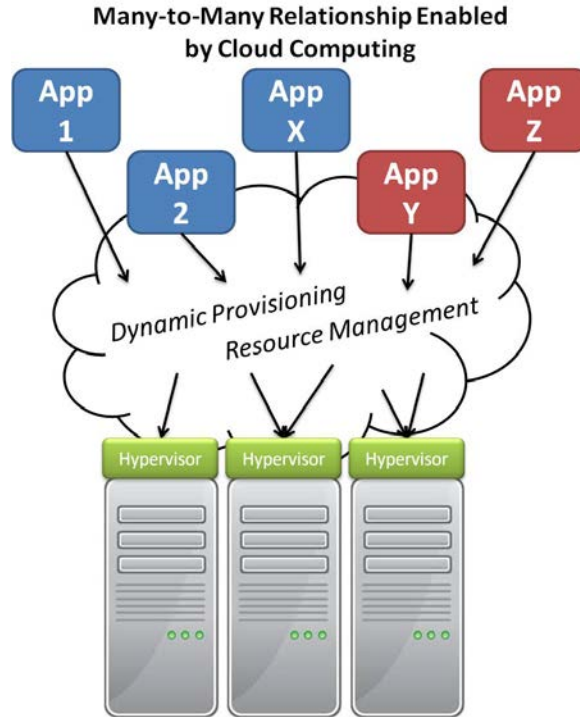 Many-to-Many Relationship Enabled
by Cloud Computing
App
1
App
X
App
Z
App
2
App
Y
Dynamic Provisioning
Resource Management
Hypervisor
Hypervisor
Hypervisor